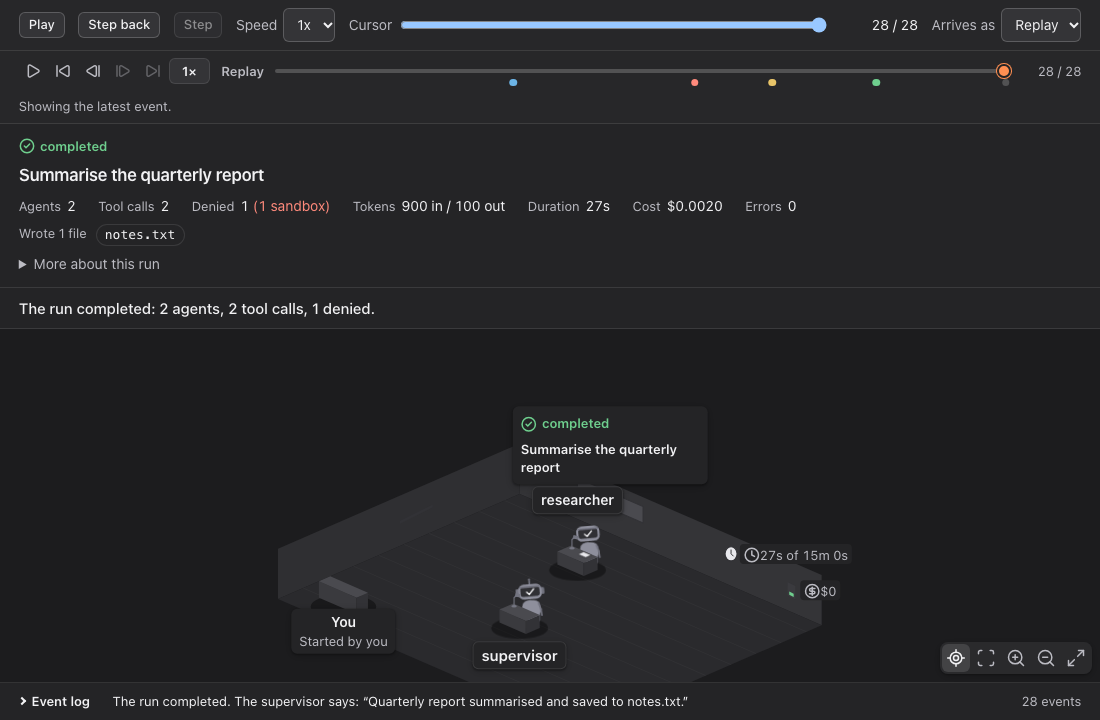 Play Step back Step Speed 1x Cursor 28 / 28 Arrives as Replay
1× Replay 28 / 28
Showing the latest event.
completed
Summarise the quarterly report
Agents 2 Tool calls 2 Denied 1 (1 sandbox) Tokens 900 in / 100 out Duration 27s Cost $0.0020 Errors 0
Wrote 1 file notes.txt
More about this run
The run completed: 2 agents, 2 tool calls, 1 denied.
completed
Summarise the quarterly
report
researcher
27s of 15m 0s
$0
You
Started by you
supervisor
Event log The run completed. The supervisor says: “Quarterly report summarised and saved to notes.txt.” 28 events